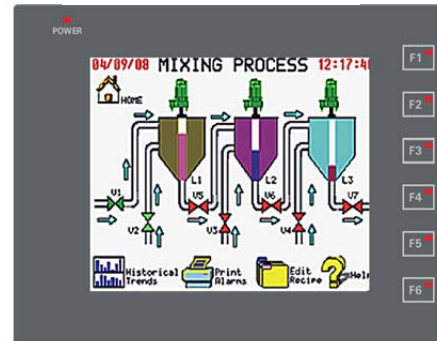 POWER
04/09/08 MIXING PROCESS 12:17:40
HOME
F1
F2
F3
F4
F5
F6
L1
L2
L3
V1
V5
V6
V7
V2
V3
V4
Historical
Trends
Print
Alarms
Edit
Recipe
Help